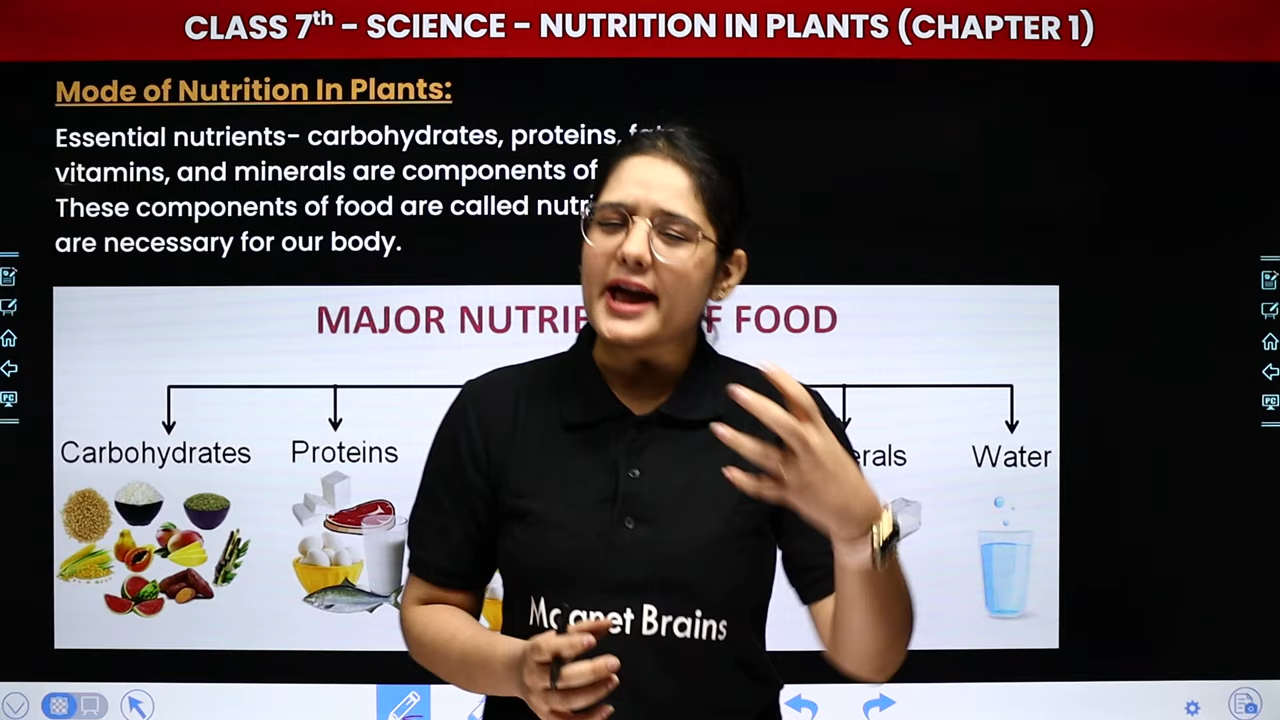 CLASS 7th - SCIENCE - NUTRITION IN PLANTS (CHAPTER 1)
Mode of Nutrition In Plants:
Essential nutrients- carbohydrates, proteins,
vitamins, and minerals are components of
These components of food are called
are necessary for our body.
MAJOR FOOD
Carbohydrates Proteins Water
Brains
PC PC